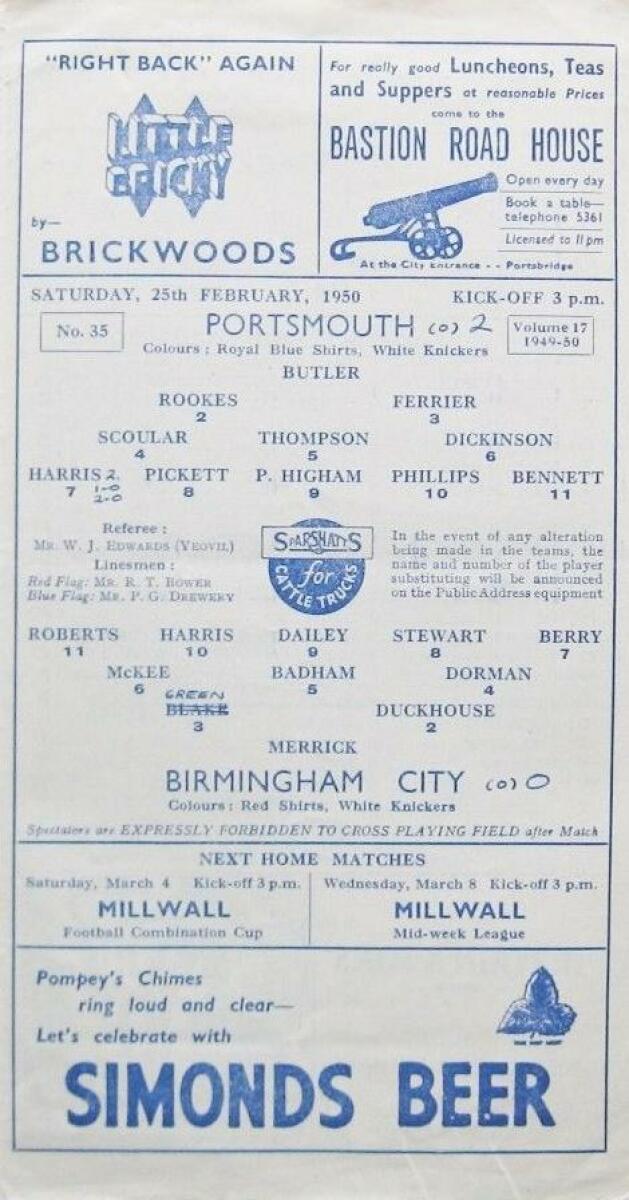 "RIGHT BACK" AGAIN
LITTLE
BRICKY
by—
BRICKWOODS
For really good Luncheons, Teas
and Suppers at reasonable Prices
come to the
BASTION ROAD HOUSE
Open every day
Book a table—
telephone 5361
Licensed to 11 pm
At the City Entrance - - Portsbridge
SATURDAY, 25th FEBRUARY, 1950 KICK-OFF 3 p.m.
No. 35
PORTSMOUTH (0) 2
Volume 17
1949-50
Colours : Royal Blue Shirts, White Knickers
BUTLER
ROOKES FERRIER
2 3
SCOULAR THOMPSON DICKINSON
4 5 6
HARRIS 2. PICKETT P. HIGHAM PHILLIPS BENNETT
7 8 9 10 11
1-0
2-0
Referee :
MR. W. J. EDWARDS (YEOVIL)
Linesmen :
Red Flag: MR. R. T. BOWER
Blue Flag: MR. P. G. DREWERY
SPARSHATTS
for
CATTLE TRUCKS
In the event of any alteration
being made in the teams, the
name and number of the player
substituting will be announced
on the Public Address equipment
ROBERTS HARRIS DAILEY STEWART BERRY
11 10 9 8 7
McKEE BADHAM DORMAN
6 5 4
GREEN
BLAKE DUCKHOUSE
3 2
MERRICK
BIRMINGHAM CITY (0) 0
Colours : Red Shirts, White Knickers
Spectators are EXPRESSLY FORBIDDEN TO CROSS PLAYING FIELD after Match
NEXT HOME MATCHES
Saturday, March 4 Kick-off 3 p.m.
MILLWALL
Football Combination Cup
Wednesday, March 8 Kick-off 3 p.m.
MILLWALL
Mid-week League
Pompey's Chimes
ring loud and clear—
Let's celebrate with
SIMONDS BEER